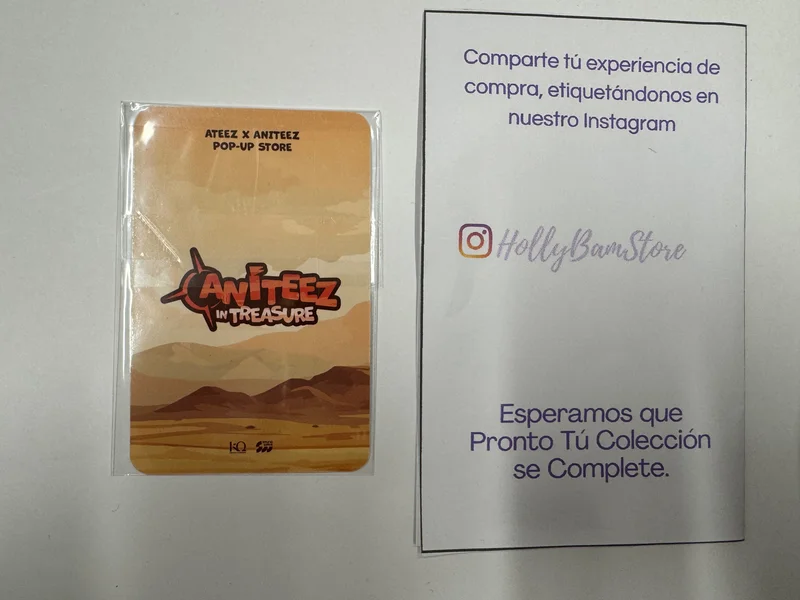 ATEEZ X ANITEEZ
POP-UP STORE
ANITEEZ
IN TREASURE
Comparte tú experiencia de
compra, etiquetándonos en
nuestro Instagram
HollyBamStore
Esperamos que
Pronto Tú Colección
se Complete.